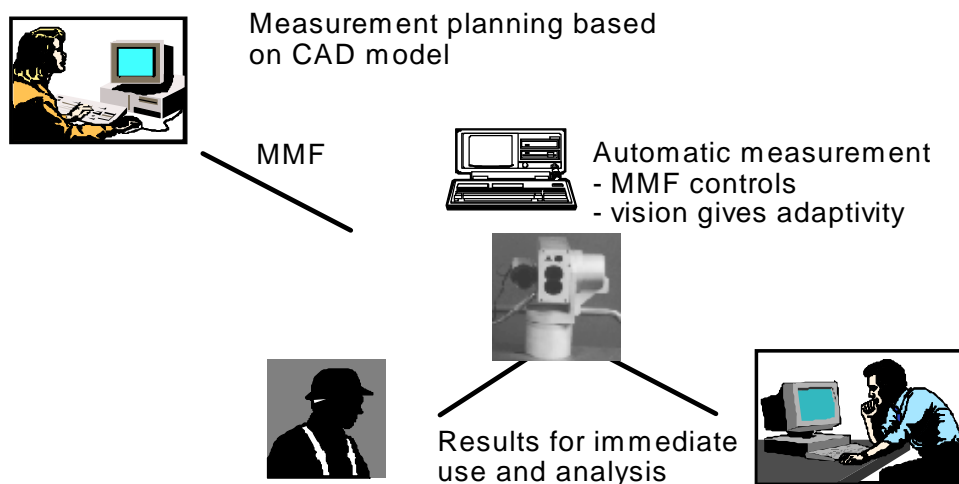 Measurement planning based
on CAD model
MMF
Automatic measurement
- MMF controls
- vision gives adaptivity
Results for immediate
use and analysis